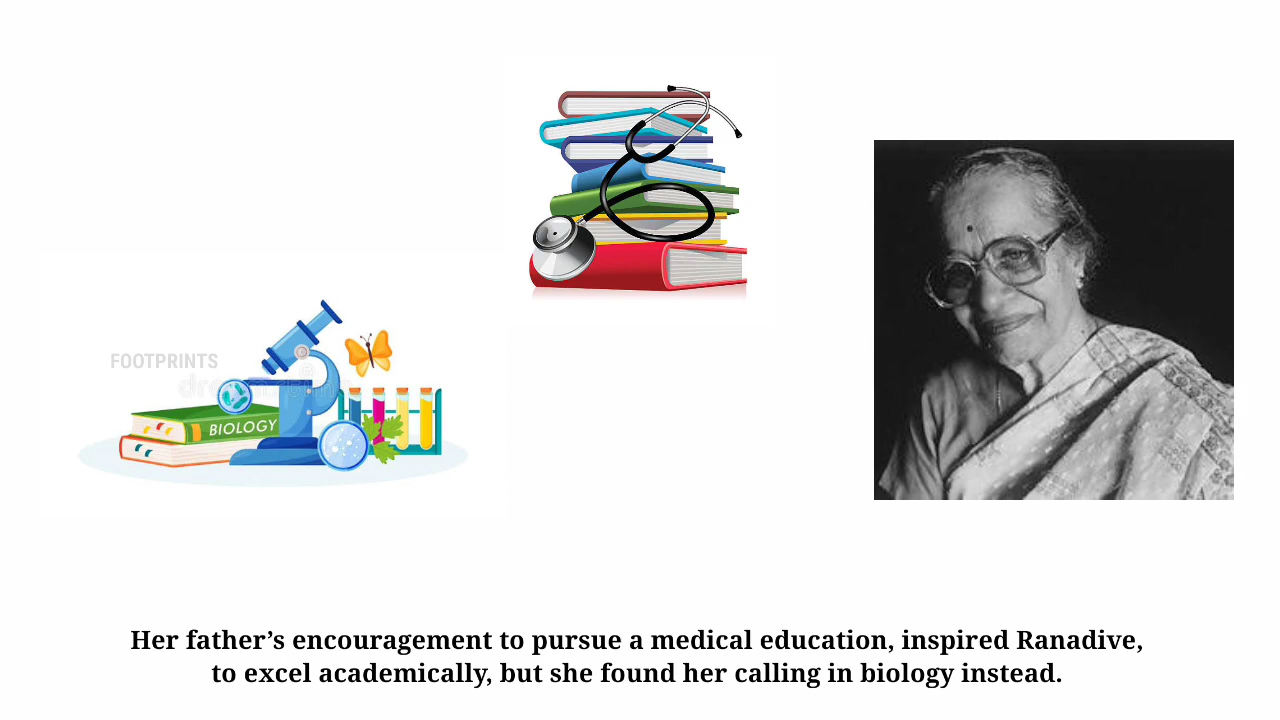 FOOTPRINTS
BIOLOGY
Her father’s encouragement to pursue a medical education, inspired Ranadive,
to excel academically, but she found her calling in biology instead.